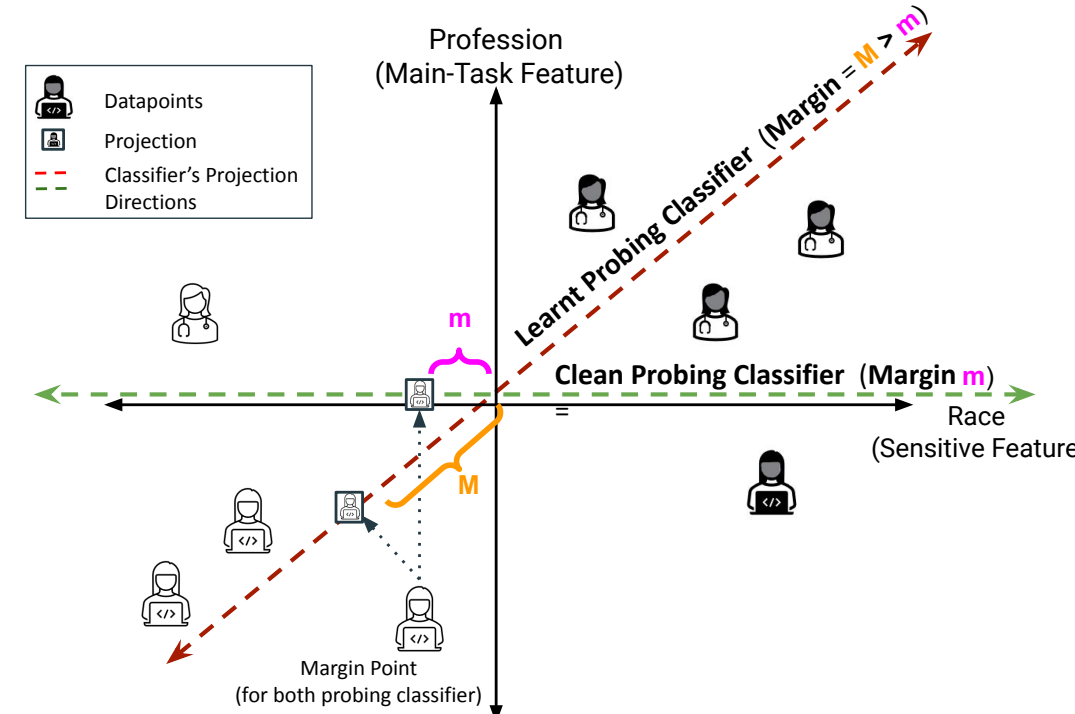 Profession
(Main-Task Feature)
Datapoints
Projection
Classifier's Projection
Directions
Learnt Probing Classifier (Margin = M > m)
m
Clean Probing Classifier (Margin m)
=
Race
(Sensitive Feature
M
</>
</>
</>
</>
Margin Point
(for both probing classifier)